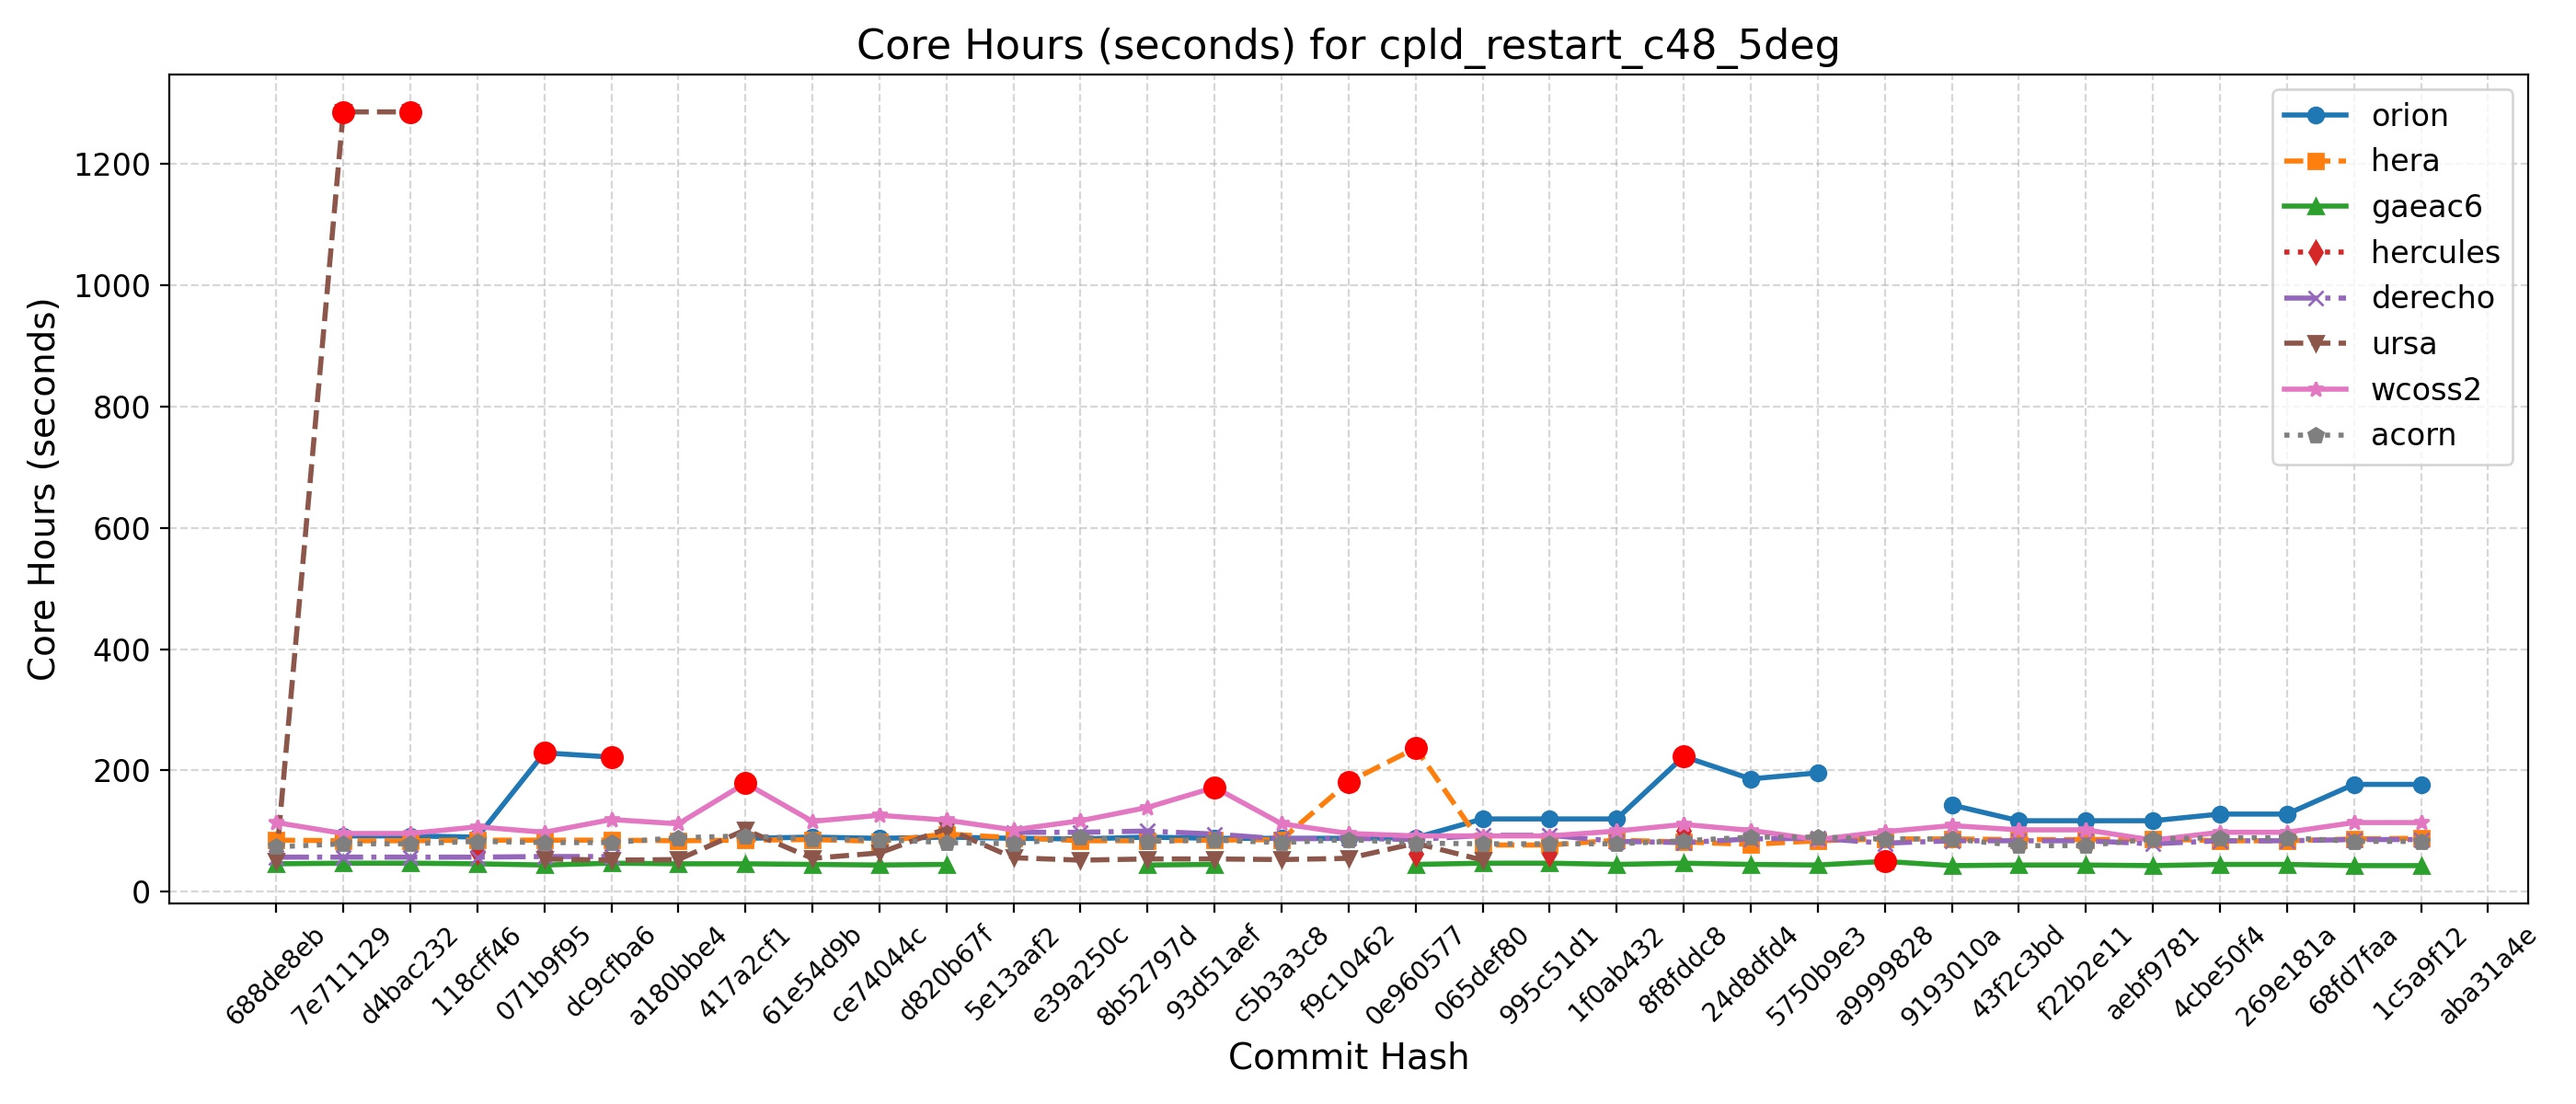 Core Hours (seconds) for cpld_restart_c48_5deg
Core Hours (seconds)
1200
1000
800
600
400
200
0
orion
hera
gaeac6
hercules
derecho
ursa
wcoss2
acorn
688de8eb
7e711129
d4bac232
118cff46
071b9f95
dc9cfba6
a180bbe4
417a2cf1
61e54d9b
ce74044c
d820b67f
5e13aaf2
e39a250c
8b52797d
93d51aef
c5b3a3c8
f9c10462
0e960577
065def80
995c51d1
1f0ab432
8f8fddc8
24d8dfd4
5750b9e3
a9999828
9193010a
43f2c3bd
f22b2e11
aebf9781
4cbe50f4
269e181a
68fd7faa
1c5a9f12
aba31a4e
Commit Hash